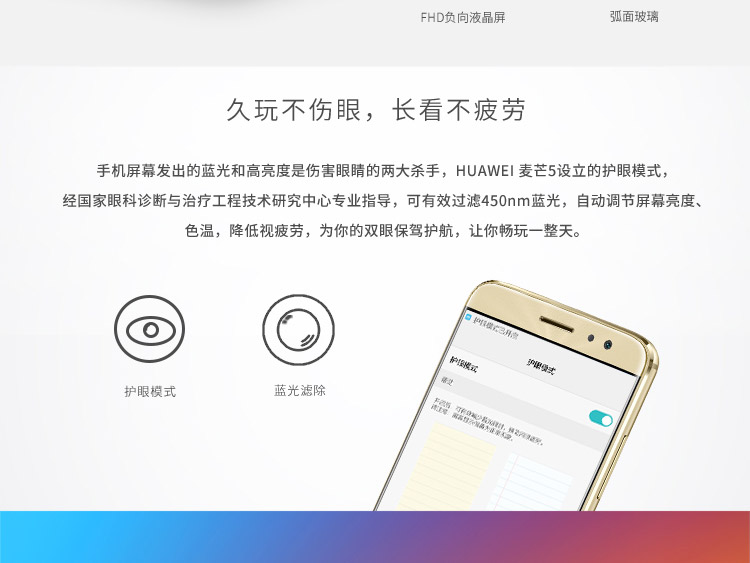 FHD负向液晶屏
弧面玻璃
久玩不伤眼，长看不疲劳
手机屏幕发出的蓝光和高亮度是伤害眼睛的两大杀手，HUAWEI 麦芒5设立的护眼模式，
经国家眼科诊断与治疗工程技术研究中心专业指导，可有效过滤450nm蓝光，自动调节屏幕亮度、
色温，降低视疲劳，为你的双眼保驾护航，让你畅玩一整天。
护眼模式
蓝光滤除
护眼模式已开启
护眼模式
护眼模式